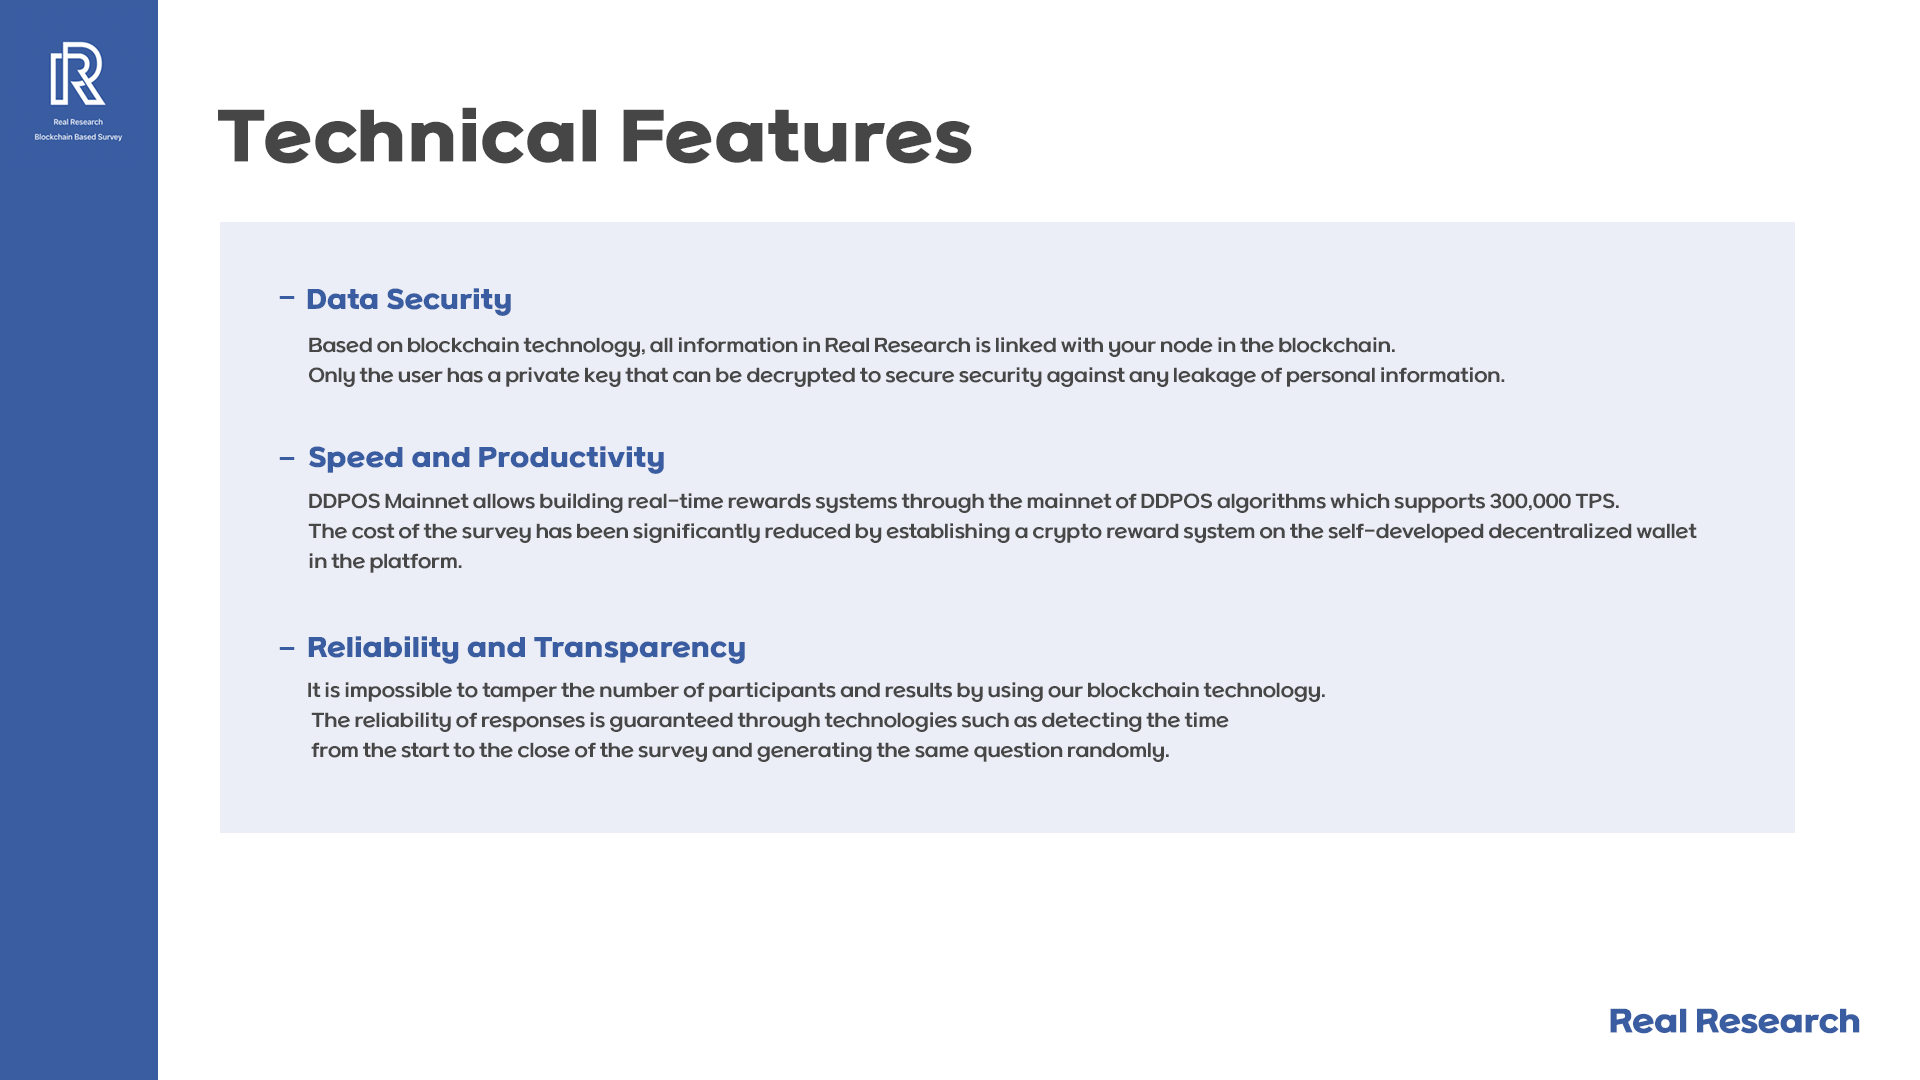 Real Research
Blockchain Based Survey
Technical Features
– Data Security
Based on blockchain technology, all information in Real Research is linked with your node in the blockchain.
Only the user has a private key that can be decrypted to secure security against any leakage of personal information.
– Speed and Productivity
DDPOS Mainnet allows building real-time rewards systems through the mainnet of DDPOS algorithms which supports 300,000 TPS.
The cost of the survey has been significantly reduced by establishing a crypto reward system on the self-developed decentralized wallet
in the platform.
– Reliability and Transparency
It is impossible to tamper the number of participants and results by using our blockchain technology.
The reliability of responses is guaranteed through technologies such as detecting the time
from the start to the close of the survey and generating the same question randomly.
Real Research